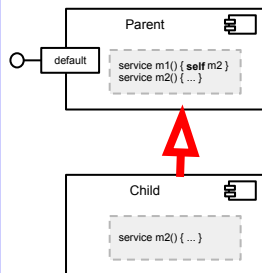 Parent
default
service m1() { self m2 }
service m2() { ... }
Child
service m2() { ... }